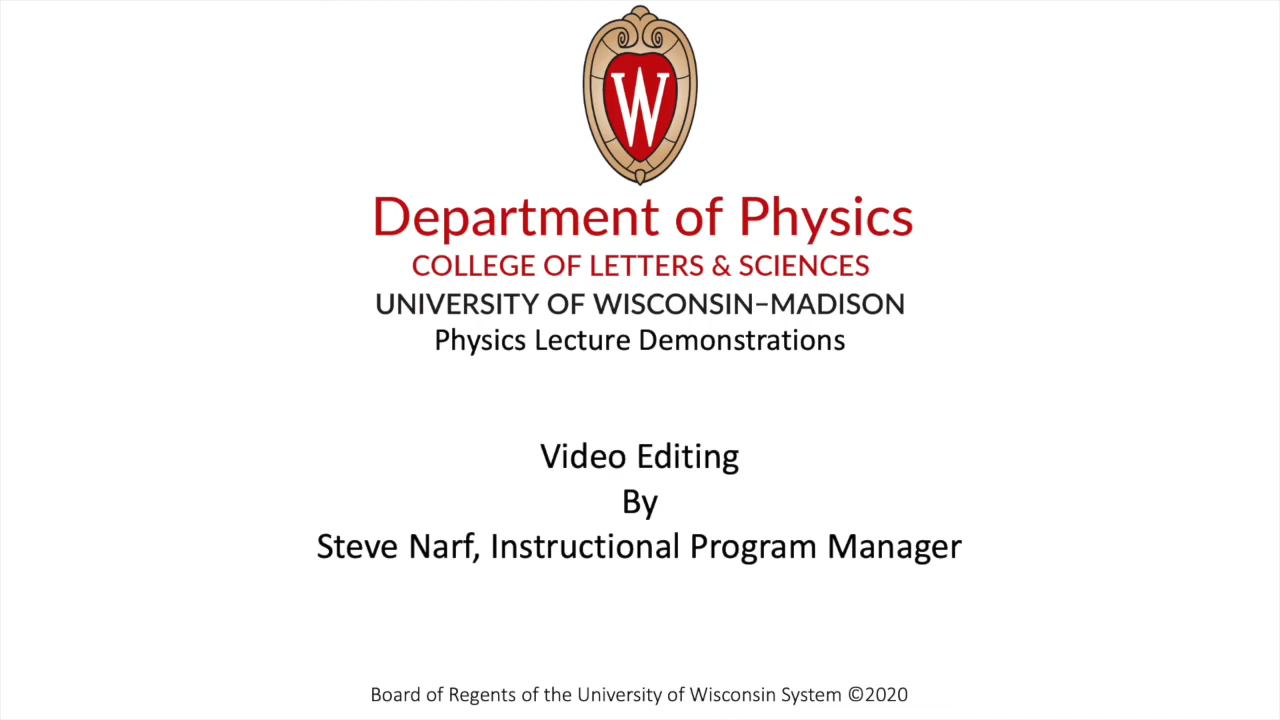 W
Department of Physics
COLLEGE OF LETTERS & SCIENCES
UNIVERSITY OF WISCONSIN–MADISON
Physics Lecture Demonstrations
Video Editing
By
Steve Narf, Instructional Program Manager
Board of Regents of the University of Wisconsin System ©2020